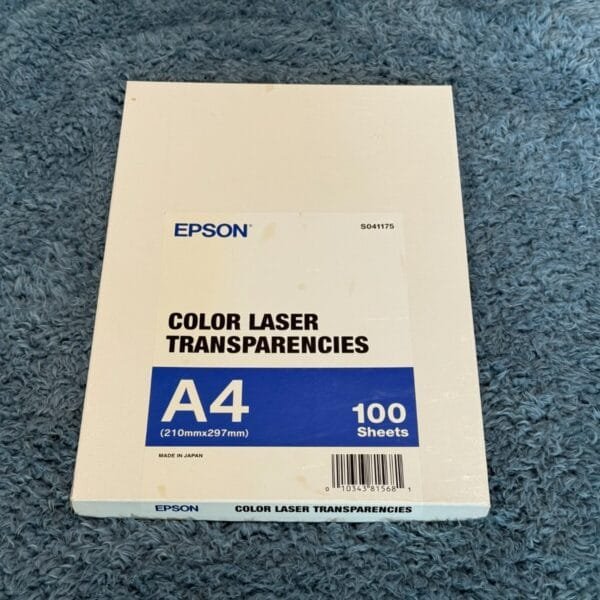 EPSON®
S041175
COLOR LASER
TRANSPARENCIES
A4
(210mmx297mm)
100
Sheets
MADE IN JAPAN
0 10343 81568 1
EPSON COLOR LASER TRANSPARENCIES